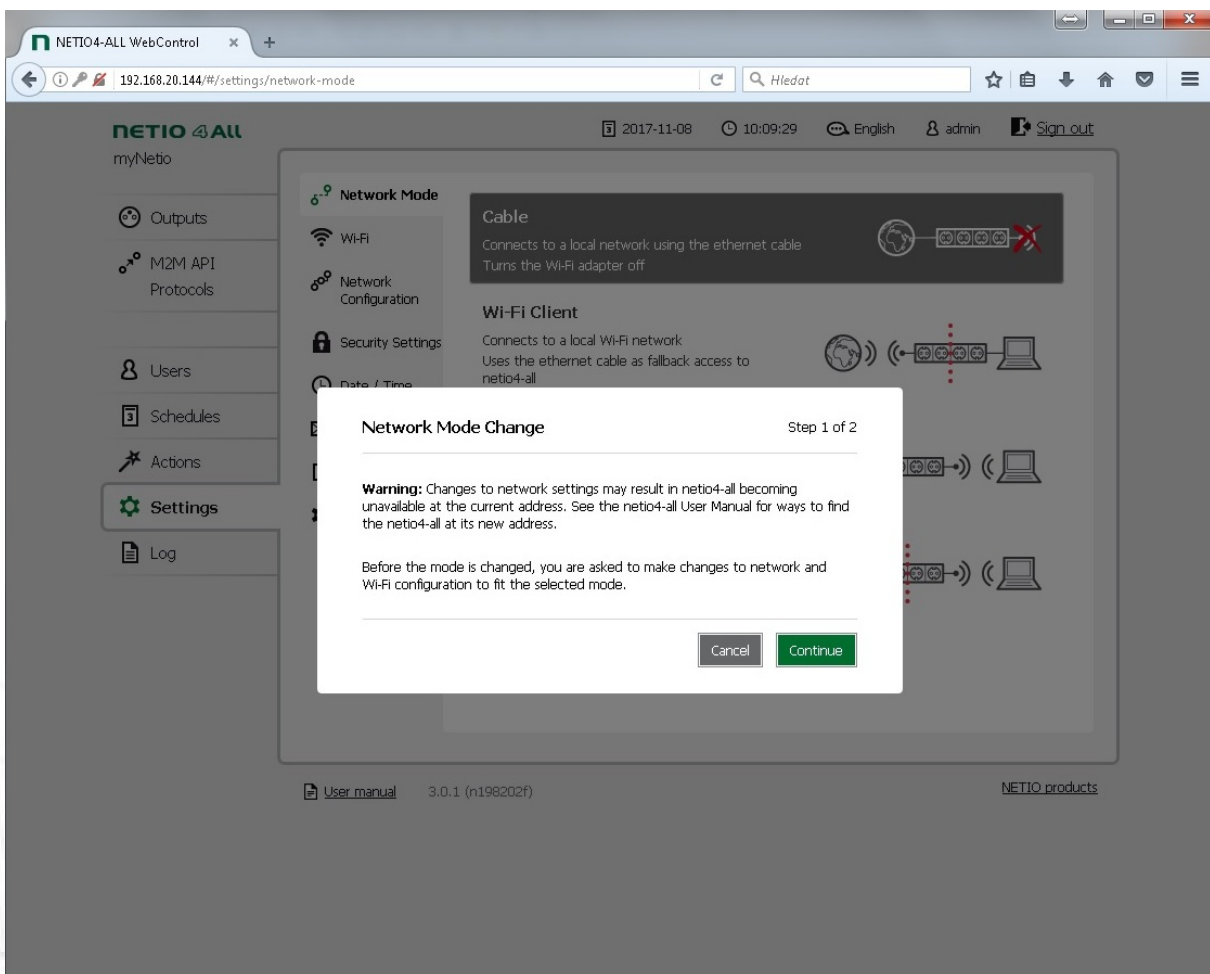 NETIO4-ALL WebControl
192.168.20.144/#/settings/network-mode
Hledat
NETIO 4All
myNetio
3 2017-11-08
10:09:29
English
admin
Sign out
Outputs
M2M API
Protocols
Users
3 Schedules
Actions
Settings
Log
Network Mode
Wi-Fi
Network
Configuration
Security Settings
Date / Time
Cable
Connects to a local network using the ethernet cable
Turns the Wi-Fi adapter off
Wi-Fi Client
Connects to a local Wi-Fi network
Uses the ethernet cable as fallback access to
netio4-all
Network Mode Change
Step 1 of 2
Warning: Changes to network settings may result in netio4-all becoming
unavailable at the current address. See the netio4-all User Manual for ways to find
the netio4-all at its new address.
Before the mode is changed, you are asked to make changes to network and
Wi-Fi configuration to fit the selected mode.
Cancel
Continue
User manual
3.0.1 (n198202f)
NETIO products